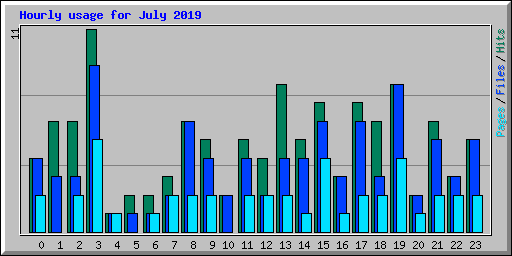 Hourly usage for July 2019
11
Pages/Files/Hits
0 1 2 3 4 5 6 7 8 9 10 11 12 13 14 15 16 17 18 19 20 21 22 23